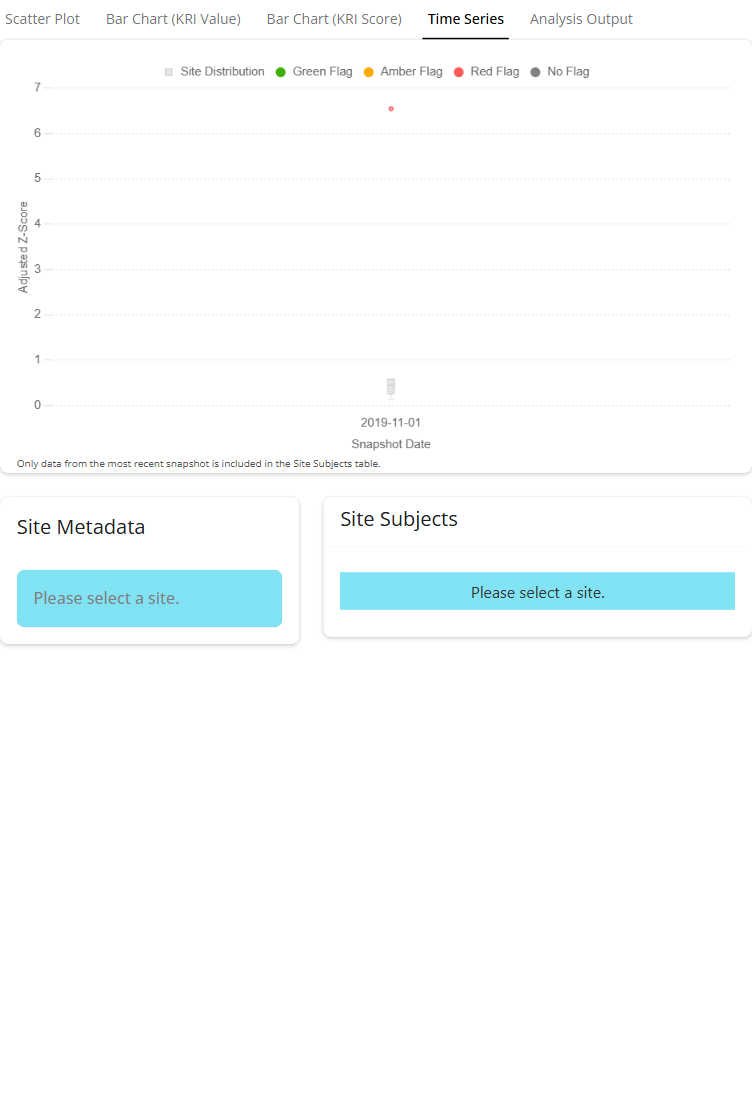 Scatter Plot Bar Chart (KRI Value) Bar Chart (KRI Score) Time Series Analysis Output
Site Distribution Green Flag Amber Flag Red Flag No Flag
7
6
5
4
3
2
1
0
Adjusted Z-Score
2019-11-01
Snapshot Date
Only data from the most recent snapshot is included in the Site Subjects table.
Site Metadata
Please select a site.
Site Subjects
Please select a site.